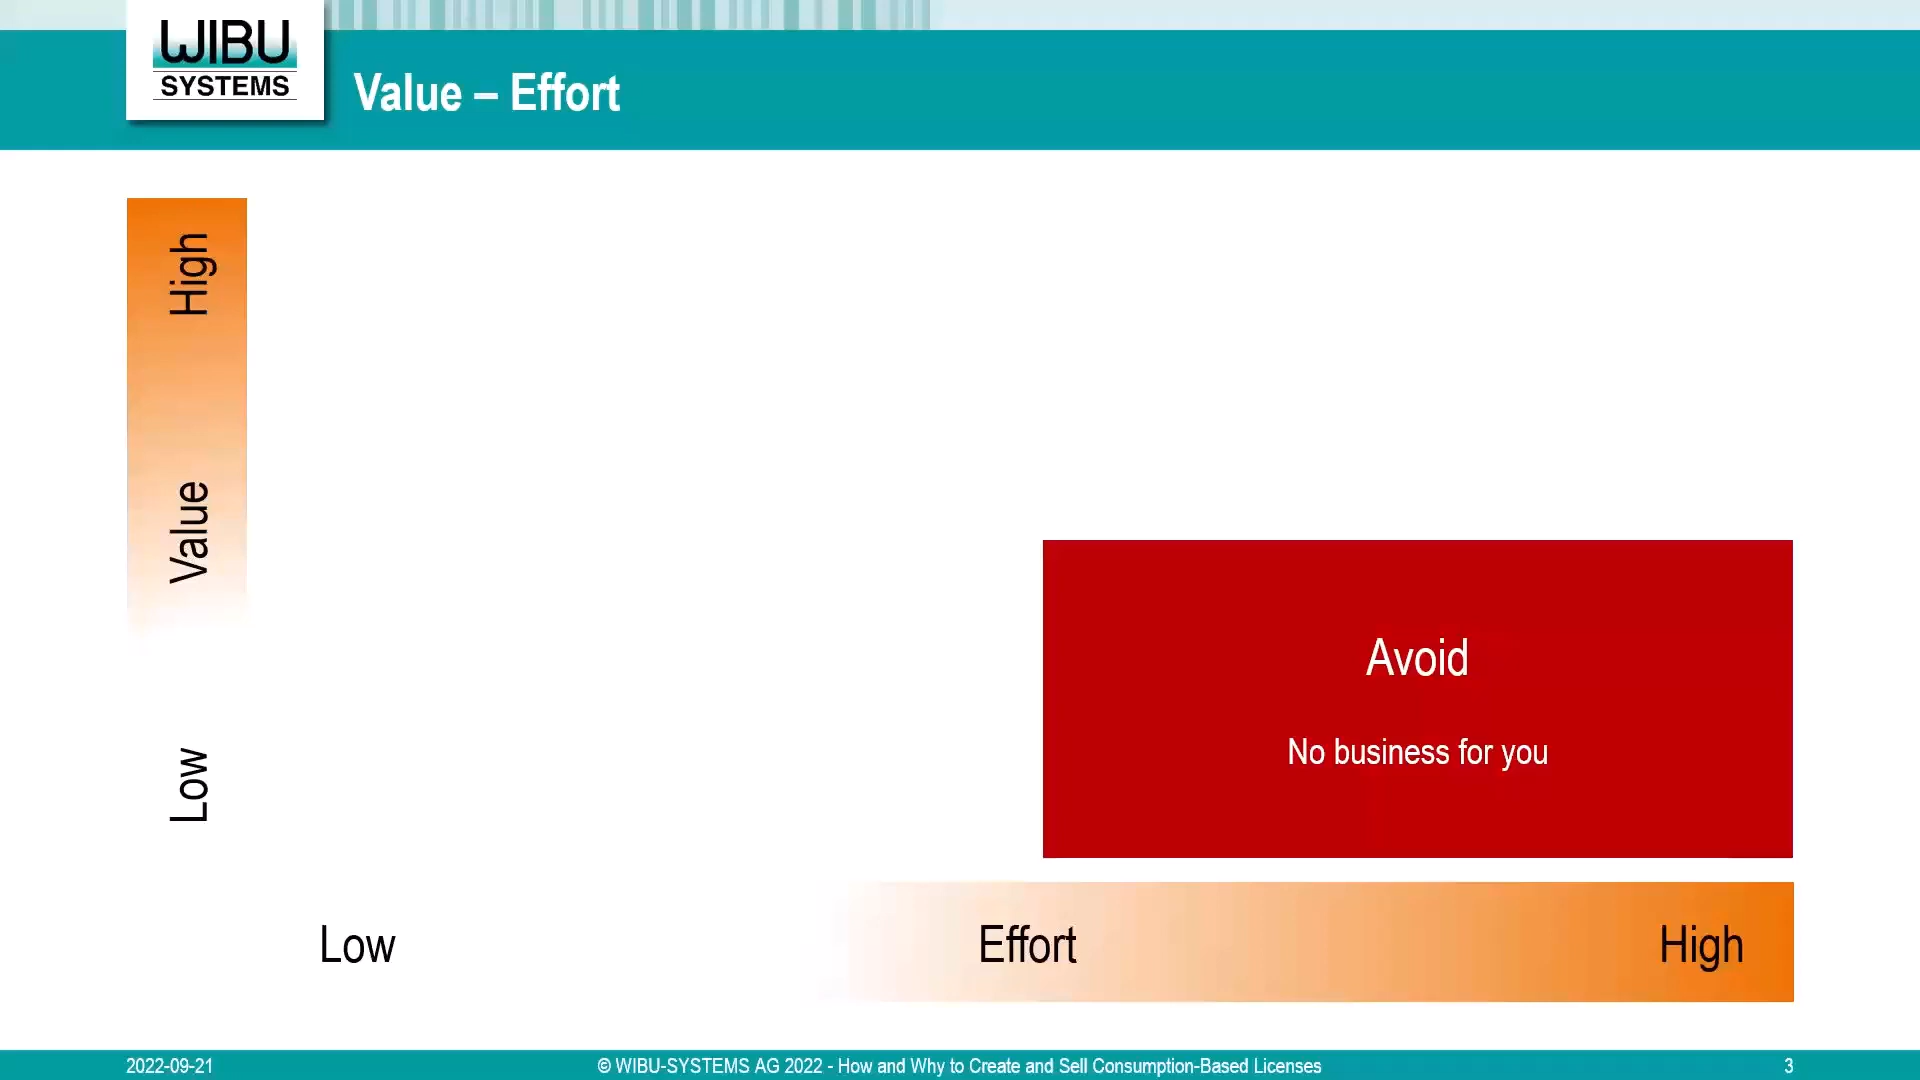 WIBU
SYSTEMS
Value – Effort
High
Value
Low
Avoid
No business for you
Low
Effort
High
2022-09-21
© WIBU-SYSTEMS AG 2022 - How and Why to Create and Sell Consumption-Based Licenses
3